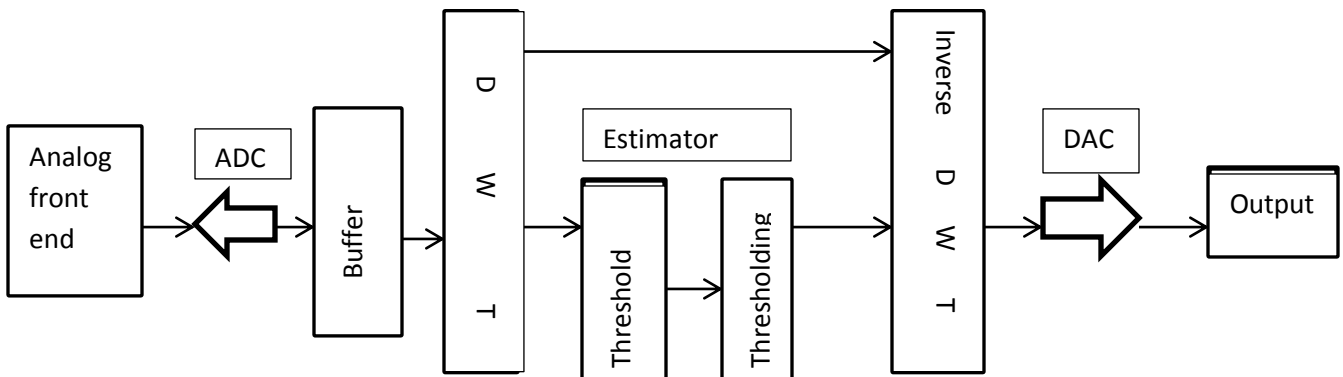 Analog
front
end
ADC
Buffer
D W T
Estimator
Threshold
Thresholding
Inverse D W T
DAC
Output